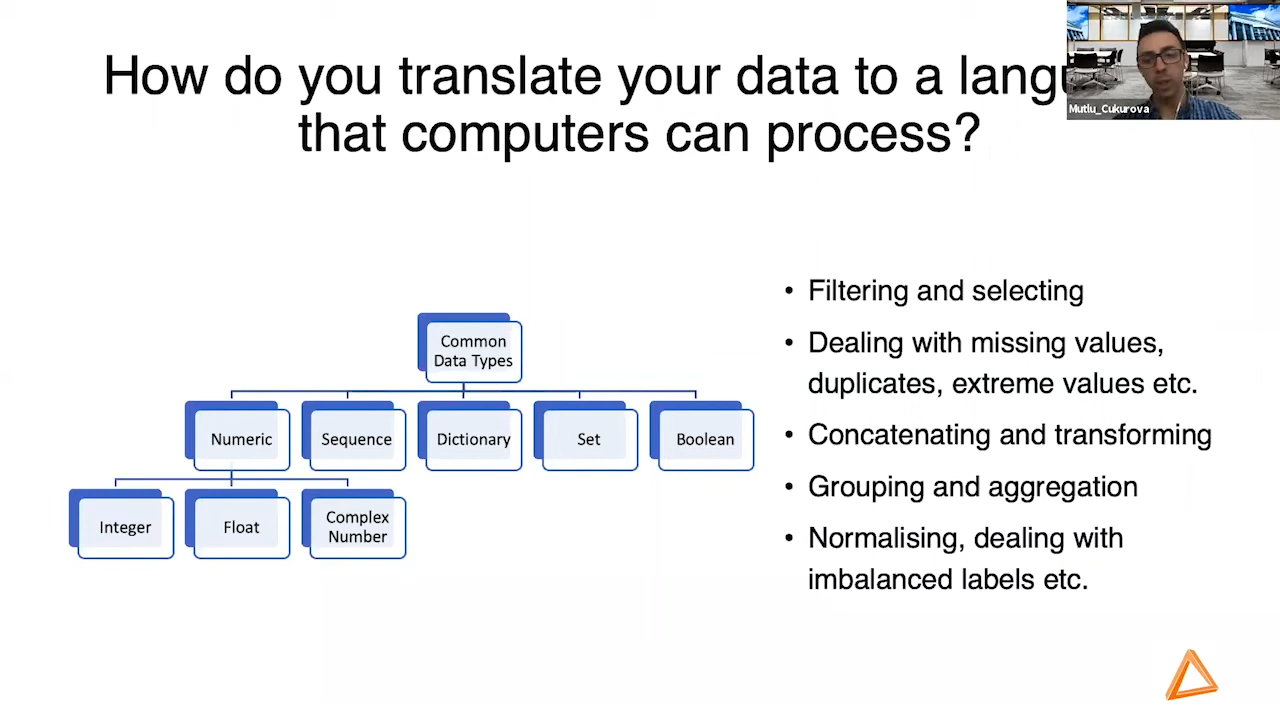 How do you translate your data to a langu
that computers can process?
Mutlu_Cukurova
Common
Data Types
Numeric
Sequence
Dictionary
Set
Boolean
Integer
Float
Complex
Number
• Filtering and selecting
• Dealing with missing values,
duplicates, extreme values etc.
• Concatenating and transforming
• Grouping and aggregation
• Normalising, dealing with
imbalanced labels etc.